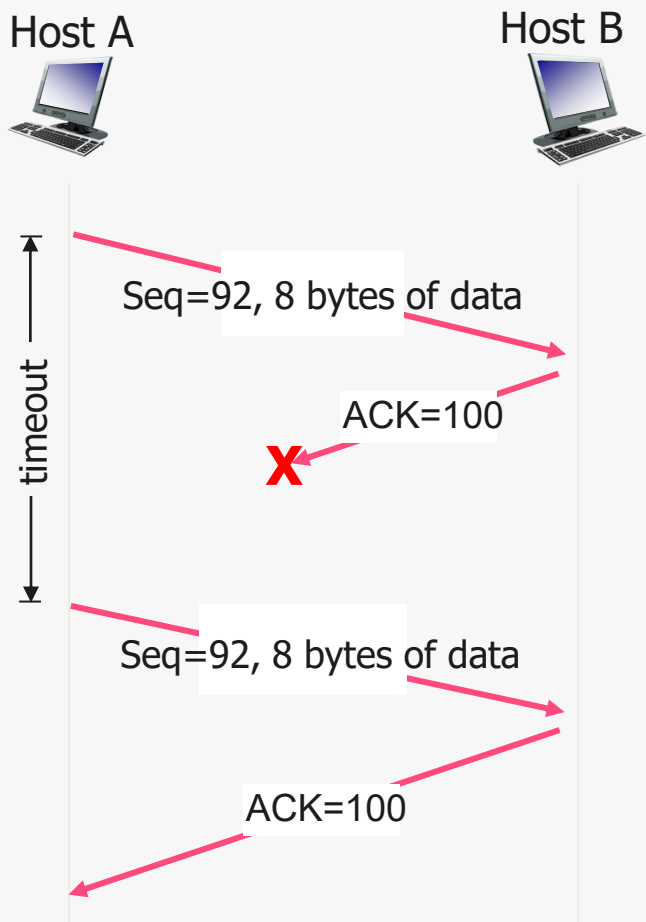 Host A
Host B
Seq=92, 8 bytes of data
ACK=100
X
timeout
Seq=92, 8 bytes of data
ACK=100